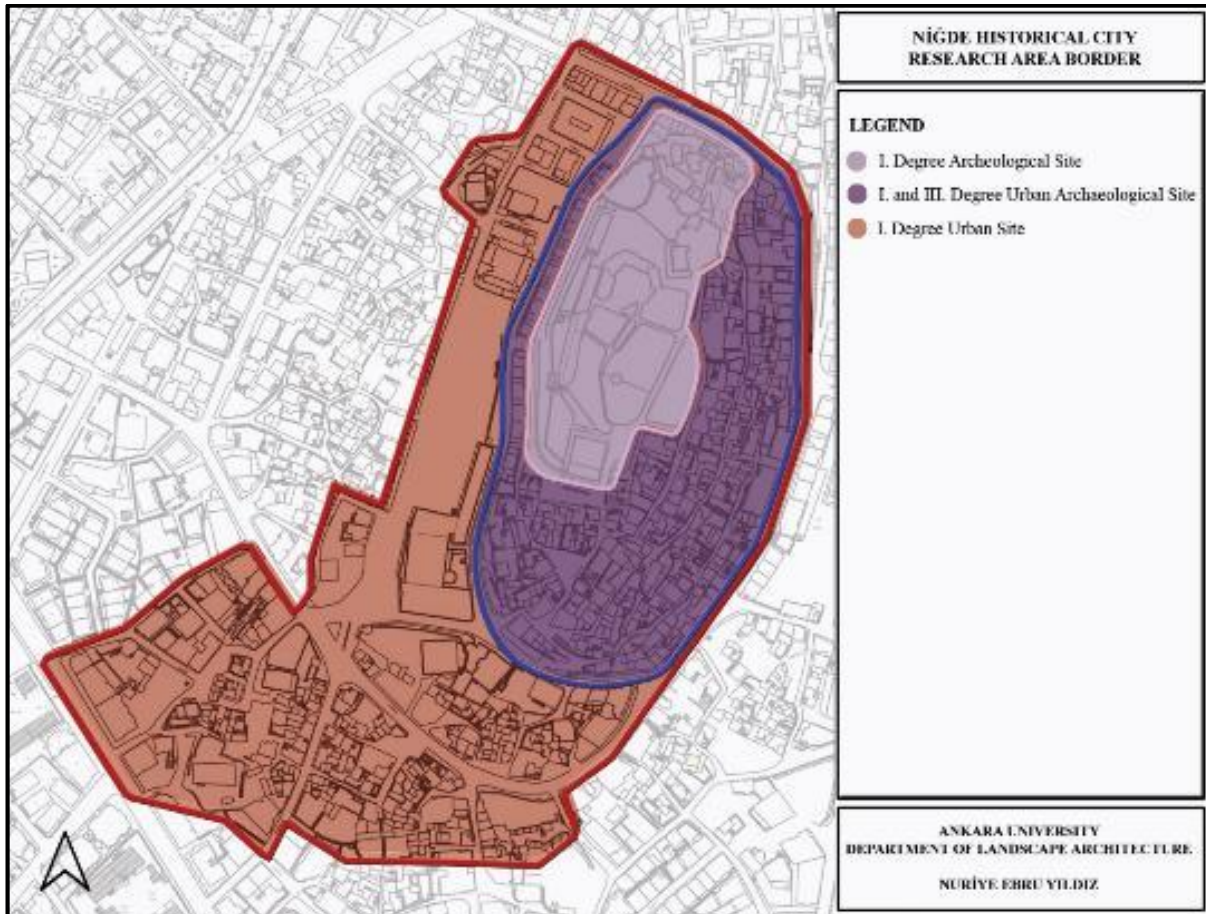 NİĞDE HISTORICAL CITY
RESEARCH AREA BORDER
LEGEND
I. Degree Archeological Site
I. and III. Degree Urban Archaeological Site
I. Degree Urban Site
ANKARA UNIVERSITY
DEPARTMENT OF LANDSCAPE ARCHITECTURE
NURİYE EBRU YILDIZ